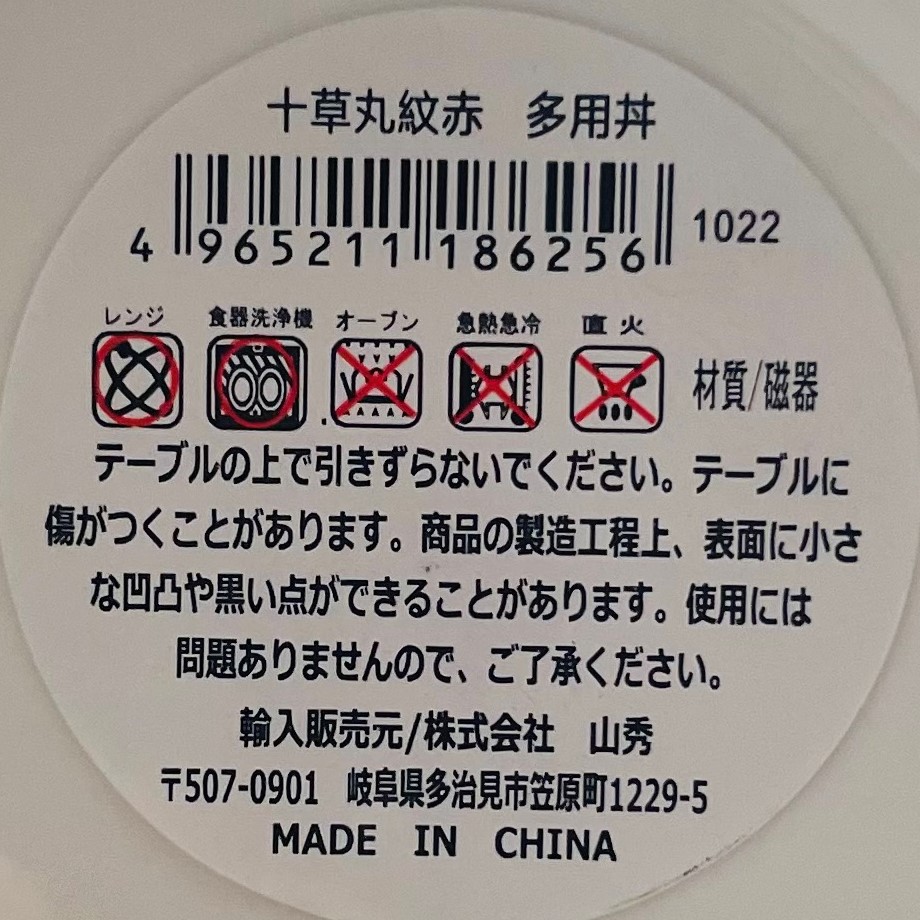 十草丸紋赤　多用丼
4 965211 186256 1022
レンジ 食器洗浄機 オーブン 急熱急冷 直火
材質/磁器
テーブルの上で引きずらないでください。テーブルに
傷がつくことがあります。商品の製造工程上、表面に小さ
な凹凸や黒い点ができることがあります。使用には
問題ありませんので、ご了承ください。
輸入販売元/株式会社　山秀
〒507-0901　岐阜県多治見市笠原町1229-5
MADE IN CHINA